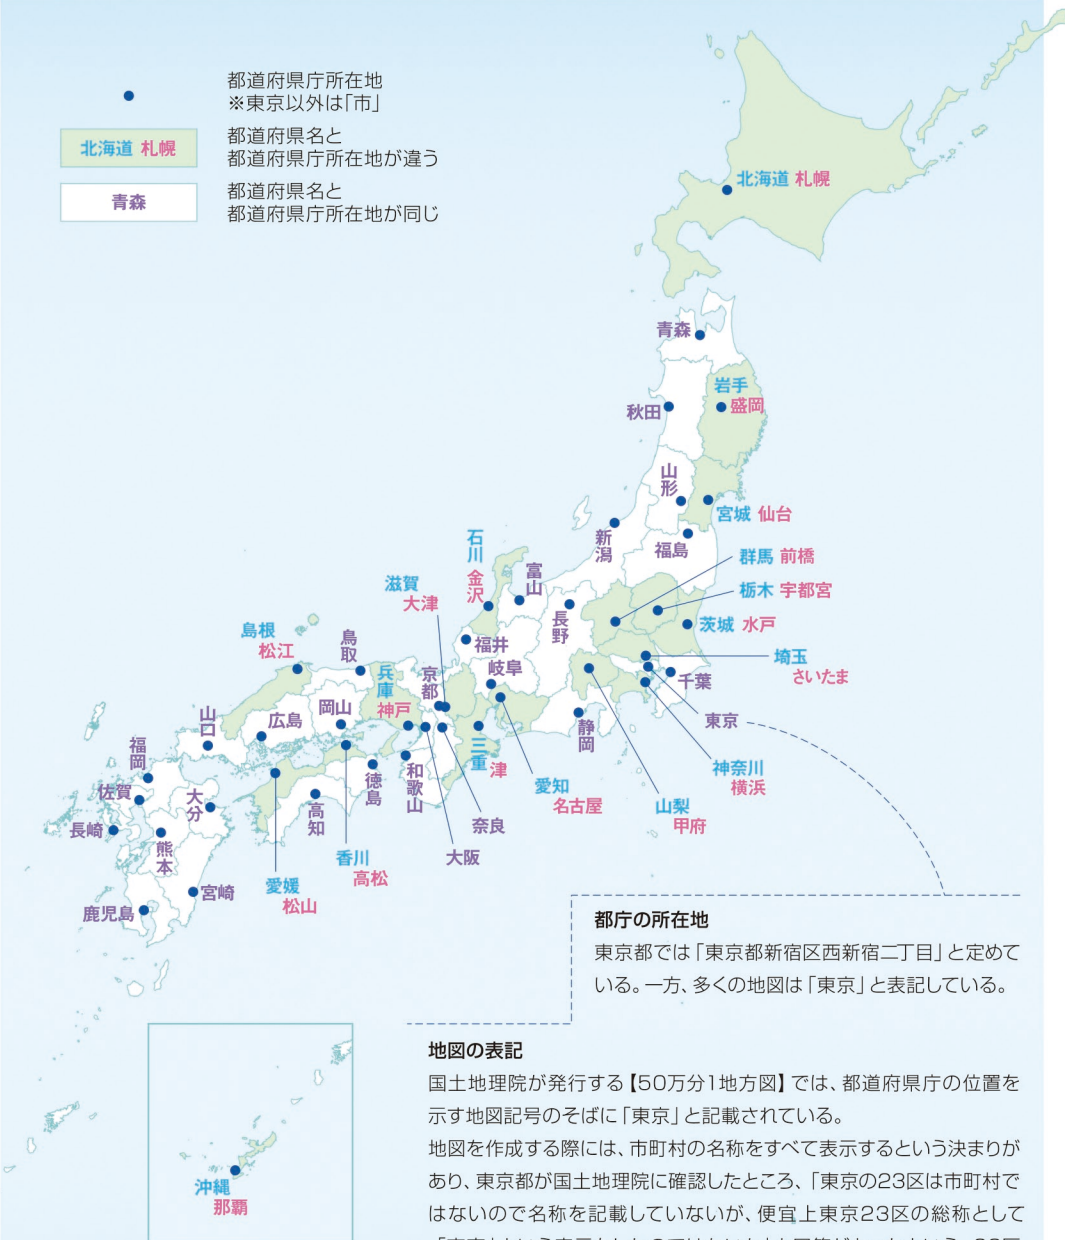 都道府県庁所在地
※東京以外は「市」
北海道 札幌
都道府県名と
都道府県庁所在地が違う
青森
都道府県名と
都道府県庁所在地が同じ
北海道 札幌
青森
岩手
盛岡
秋田
山形
宮城 仙台
新潟
福島
石川
金沢
富山
群馬 前橋
栃木 宇都宮
茨城 水戸
滋賀
大津
長野
福井
岐阜
埼玉
さいたま
千葉
東京
島根
松江
鳥取
兵庫
神戸
京都
岡山
広島
山口
静岡
三重
津
神奈川
横浜
福岡
佐賀
大分
長崎
熊本
徳島
和歌山
高知
愛知
名古屋
山梨
甲府
奈良
大阪
香川
高松
愛媛
松山
宮崎
鹿児島
都庁の所在地
東京都では「東京都新宿区西新宿二丁目」と定めて
いる。一方、多くの地図は「東京」と表記している。
地図の表記
国土地理院が発行する【50万分1地方図】では、都道府県庁の位置を
示す地図記号のそばに「東京」と記載されている。
地図を作成する際には、市町村の名称をすべて表示するという決まりが
あり、東京都が国土地理院に確認したところ、「東京の23区は市町村で
はないので名称を記載していないが、便宜上東京23区の総称として
沖縄
那覇